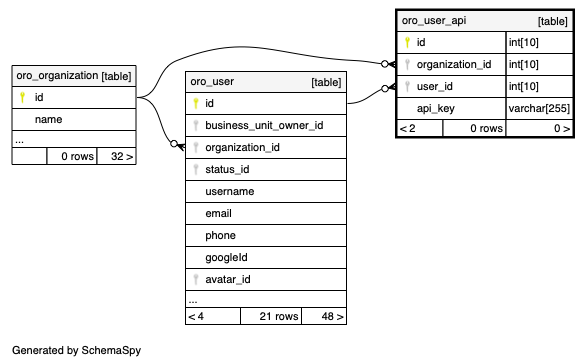 oro_organization [table]
id
name
...
0 rows 32 >
oro_user [table]
id
business_unit_owner_id
organization_id
status_id
username
email
phone
googleId
avatar_id
...
< 4 21 rows 48 >
oro_user_api [table]
id int[10]
organization_id int[10]
user_id int[10]
api_key varchar[255]
< 2 0 rows 0 >
Generated by SchemaSpy